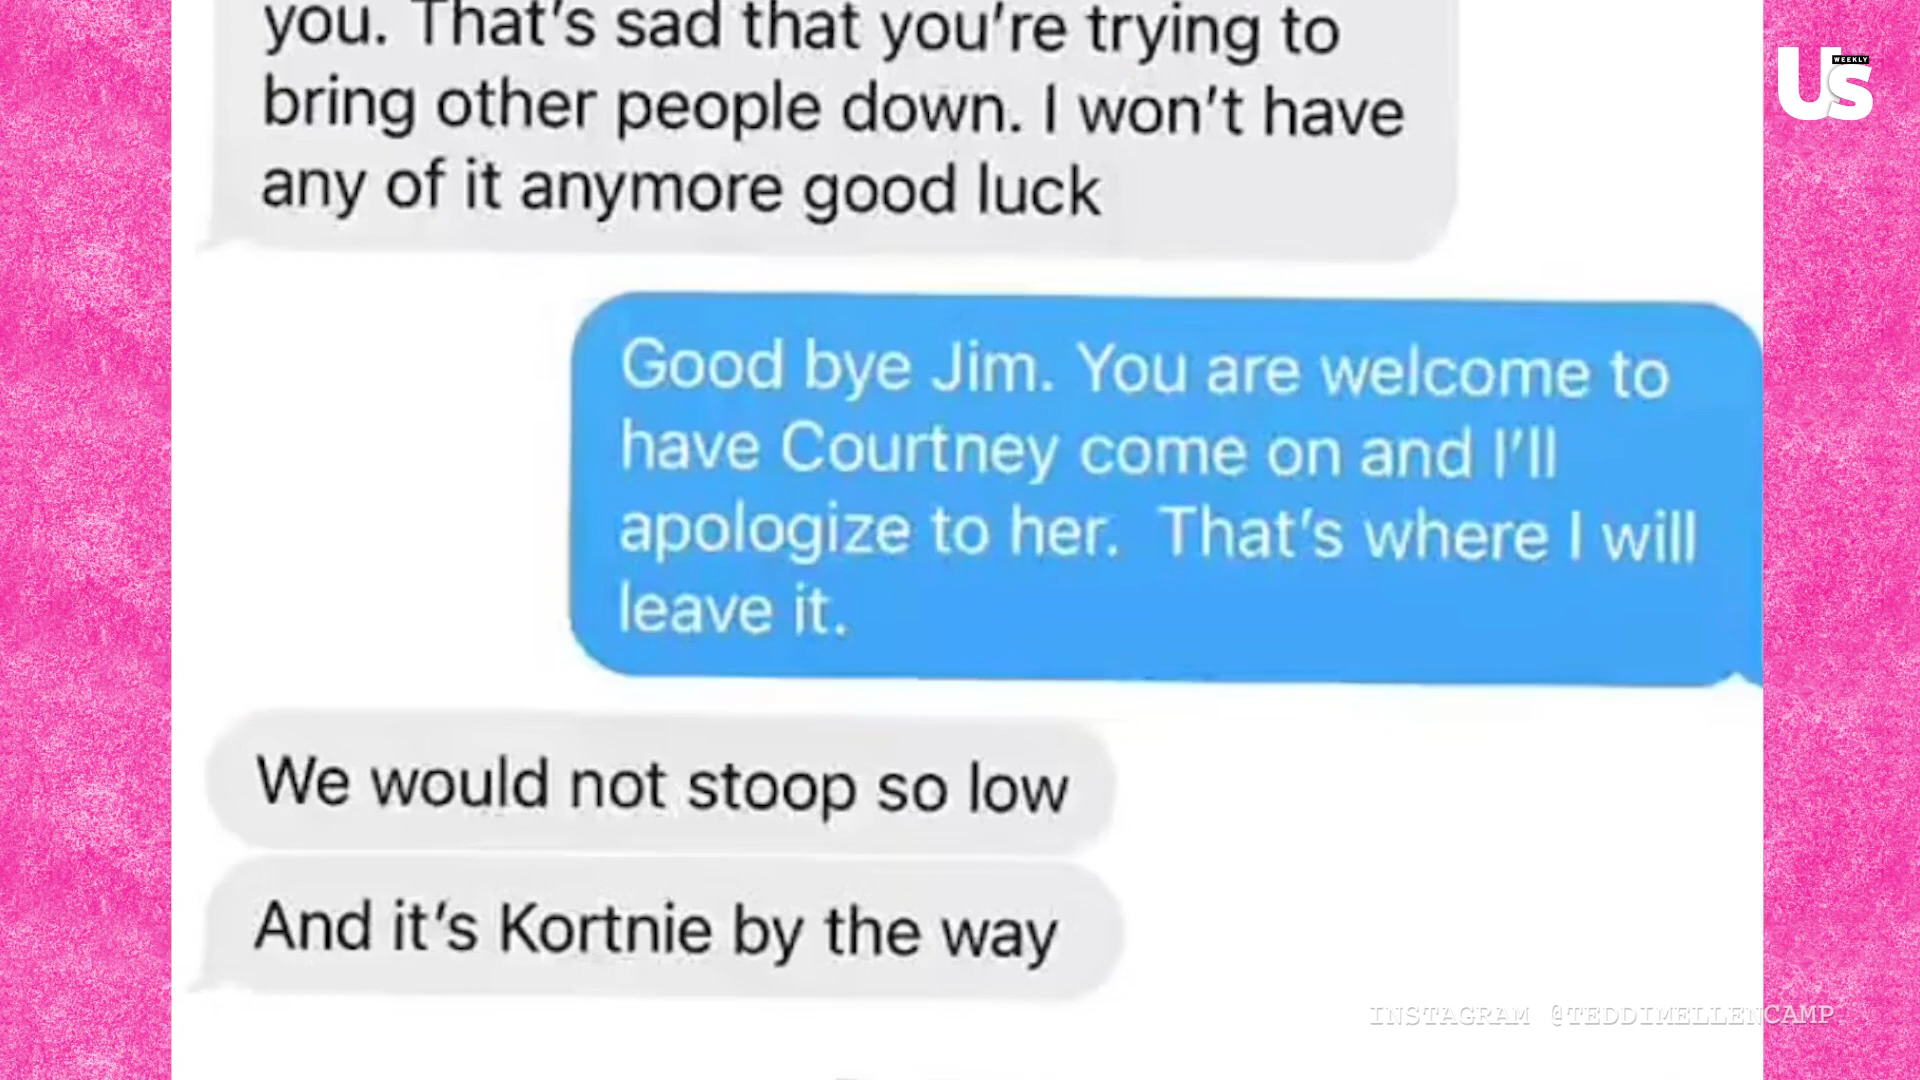 you. That's sad that you're trying to
bring other people down. I won't have
any of it anymore good luck
Us
WEEKLY
Good bye Jim. You are welcome to
have Courtney come on and I'll
apologize to her.  That's where I will
leave it.
We would not stoop so low
And it's Kortnie by the way
INSTAGRAM @TEDDIMELLENCAMP